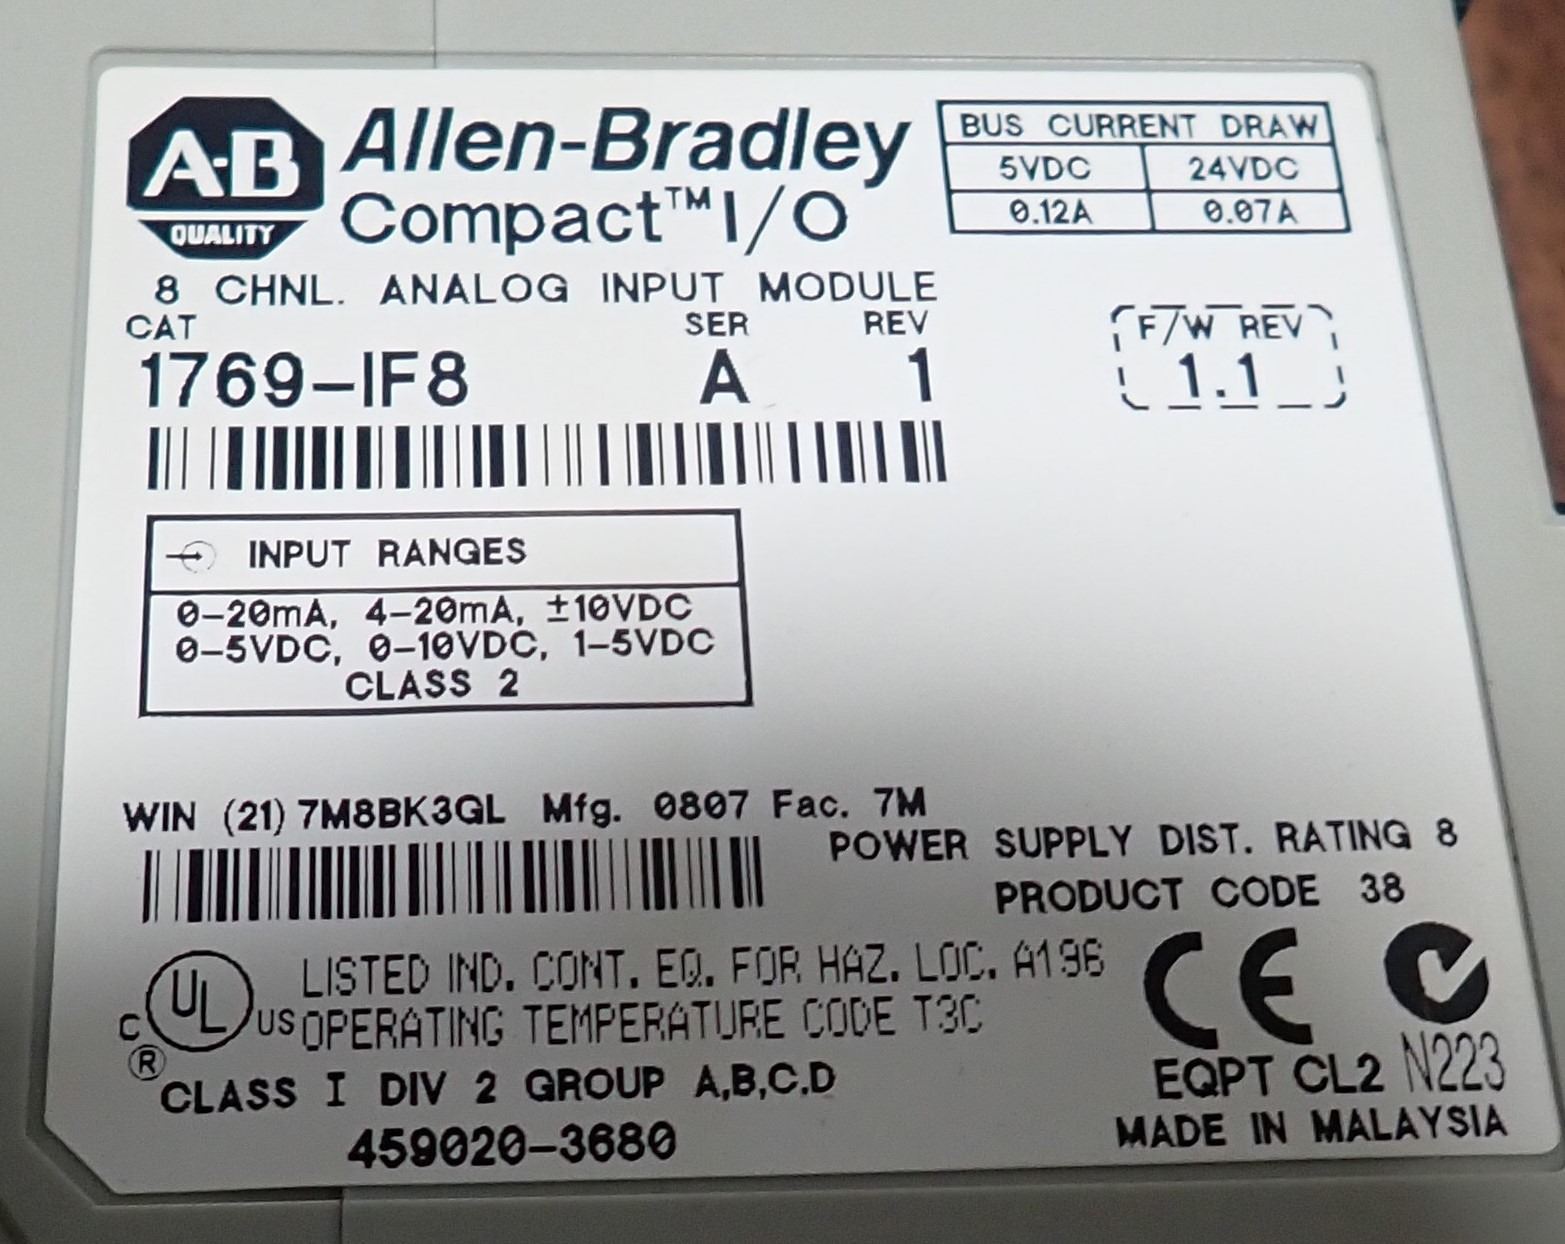 A-B
QUALITY
Allen-Bradley
Compact™ I/O
BUS CURRENT DRAW
5VDC 24VDC
0.12A 0.07A
8 CHNL. ANALOG INPUT MODULE
CAT SER REV
1769-IF8 A 1
F/W REV
1.1
INPUT RANGES
0-20mA, 4-20mA, ±10VDC
0-5VDC, 0-10VDC, 1-5VDC
CLASS 2
WIN (21) 7M8BK3GL Mfg. 0807 Fac. 7M
POWER SUPPLY DIST. RATING 8
PRODUCT CODE 38
C UL US ®
LISTED IND. CONT. EQ. FOR HAZ. LOC. A196
OPERATING TEMPERATURE CODE T3C
CLASS I DIV 2 GROUP A,B,C,D
459020-3680
CE
EQPT CL2 N223
MADE IN MALAYSIA